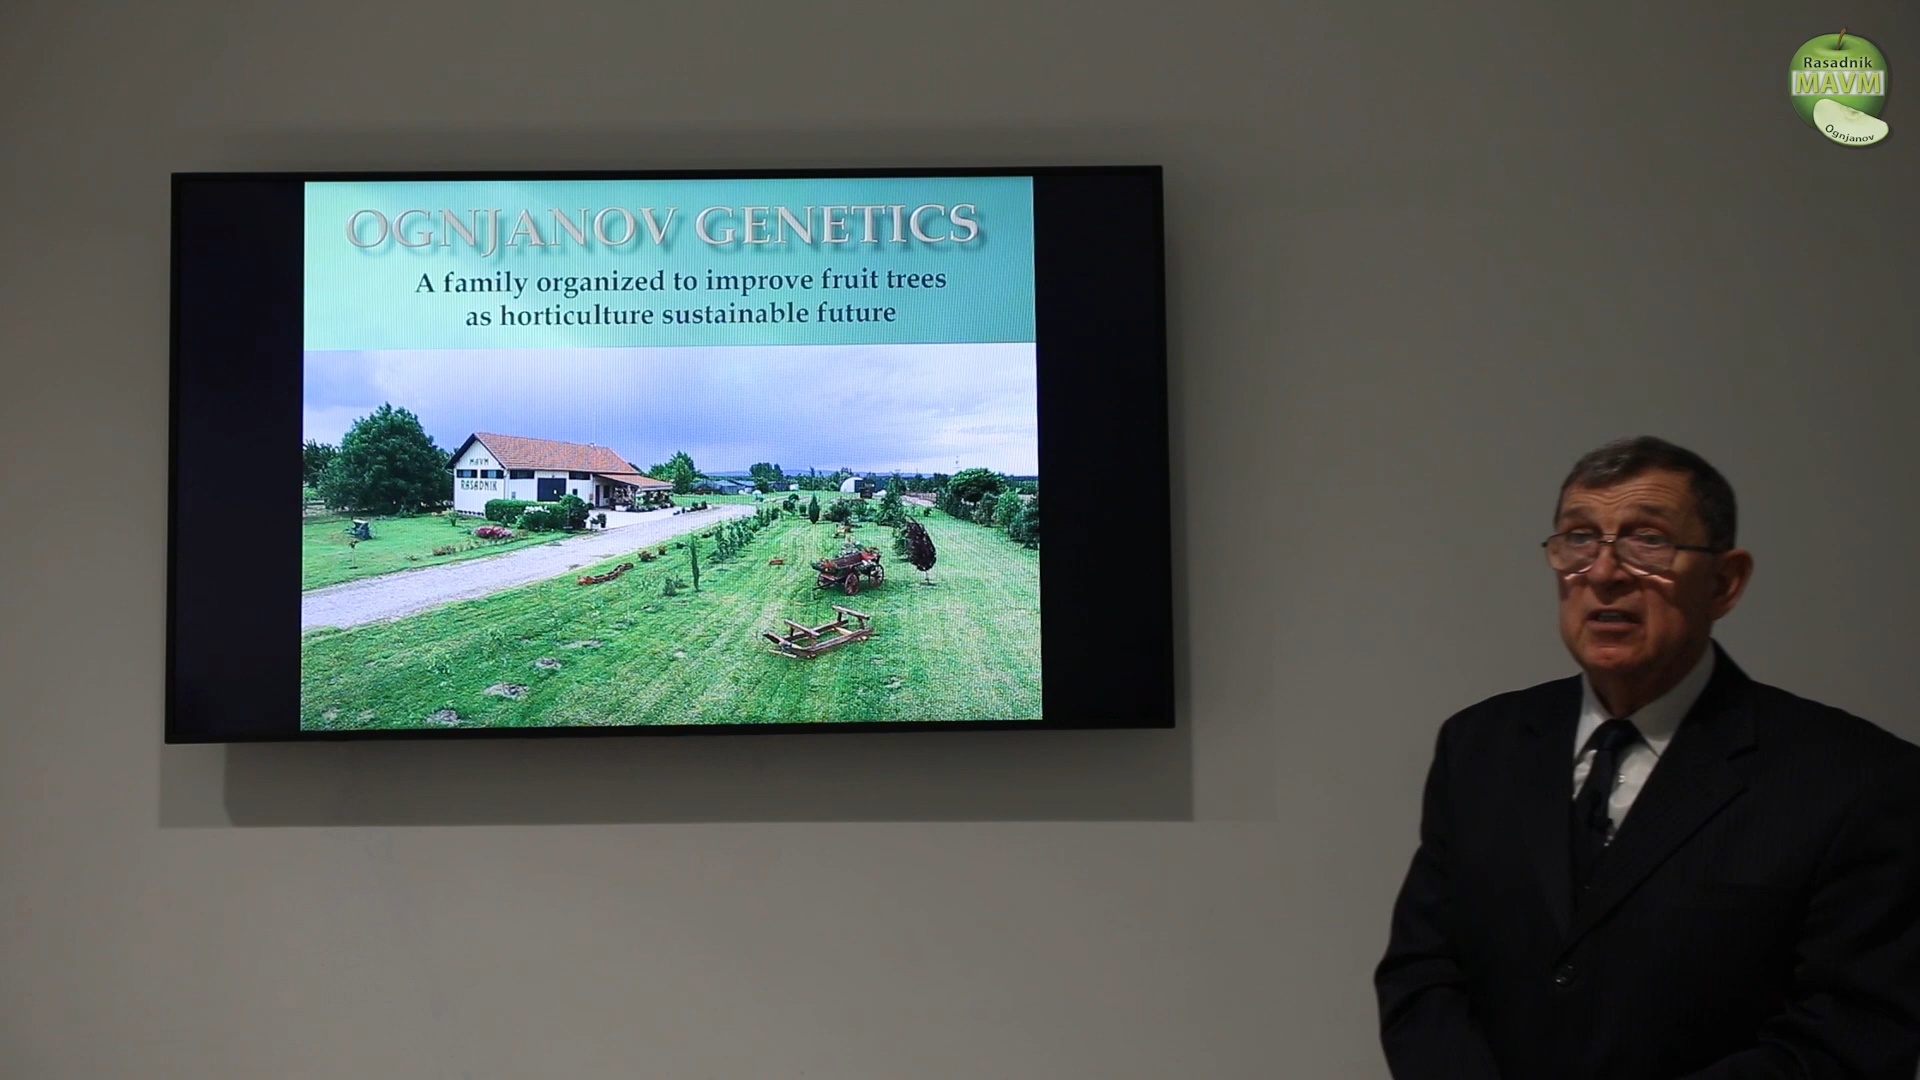 OGNJANOV GENETICS
A family organized to improve fruit trees
as horticulture sustainable future
MAVM
RASADNIK
Rasadnik
MAVM
Ognjanov